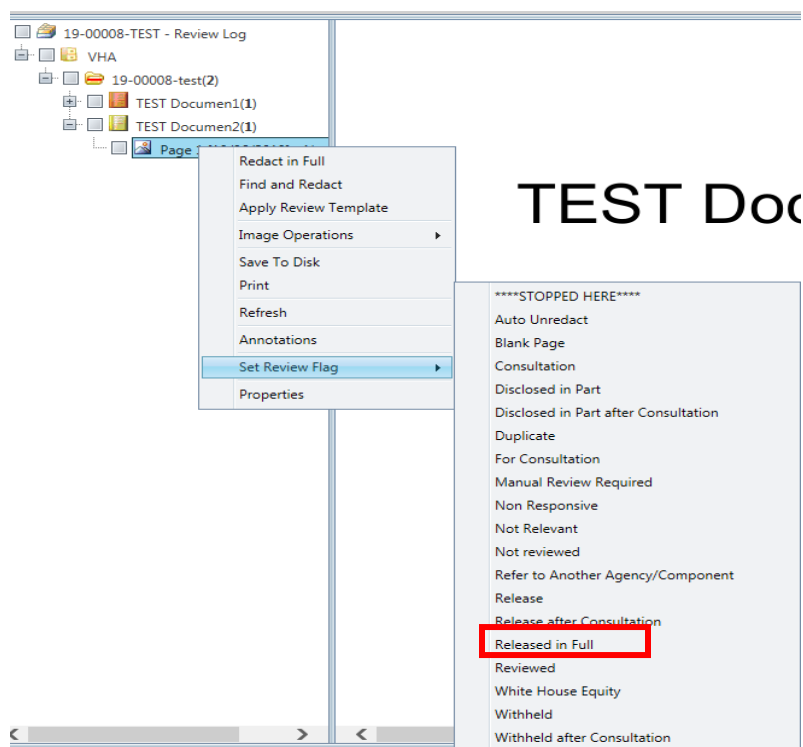 19-00008-TEST - Review Log
VHA
19-00008-test(2)
TEST Documen1(1)
TEST Documen2(1)
Page
Redact in Full
Find and Redact
Apply Review Template
Image Operations
Save To Disk
Print
Refresh
Annotations
Set Review Flag
Properties
TEST Doc
****STOPPED HERE****
Auto Unredact
Blank Page
Consultation
Disclosed in Part
Disclosed in Part after Consultation
Duplicate
For Consultation
Manual Review Required
Non Responsive
Not Relevant
Not reviewed
Refer to Another Agency/Component
Release
Release after Consultation
Released in Full
Reviewed
White House Equity
Withheld
Withheld after Consultation